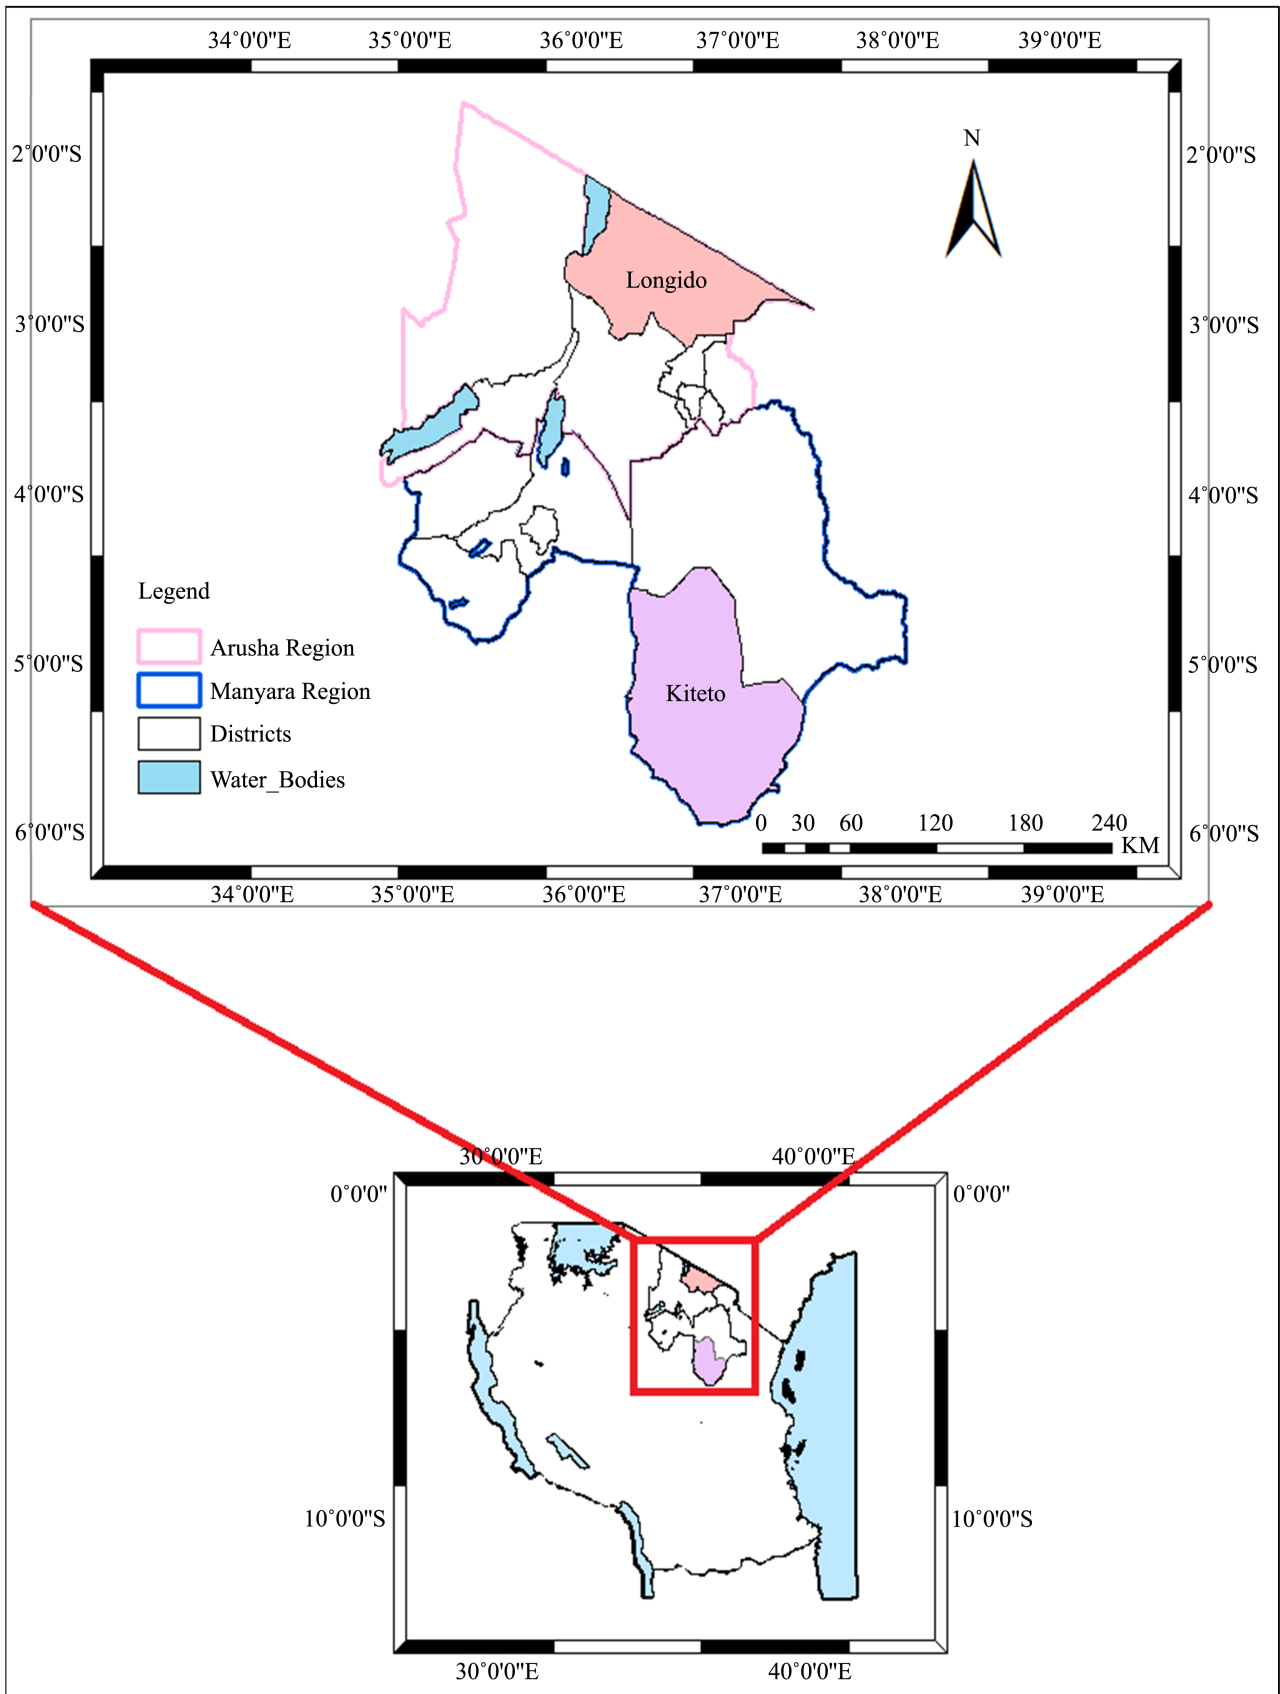 34˚0'0"E 35˚0'0"E 36˚0'0"E 37˚0'0"E 38˚0'0"E 39˚0'0"E
N
2˚0'0"S 2˚0'0"S
Longido
3˚0'0"S 3˚0'0"S
4˚0'0"S 4˚0'0"S
Legend
Arusha Region
5˚0'0"S 5˚0'0"S
Manyara Region
Kiteto
Districts
Water_Bodies
6˚0'0"S 0 30 60 120 180 240 6˚0'0"S
KM
34˚0'0"E 35˚0'0"E 36˚0'0"E 37˚0'0"E 38˚0'0"E 39˚0'0"E
30˚0'0"E 40˚0'0"E
0˚0'0" 0˚0'0"
10˚0'0"S 10˚0'0"S
30˚0'0"E 40˚0'0"E